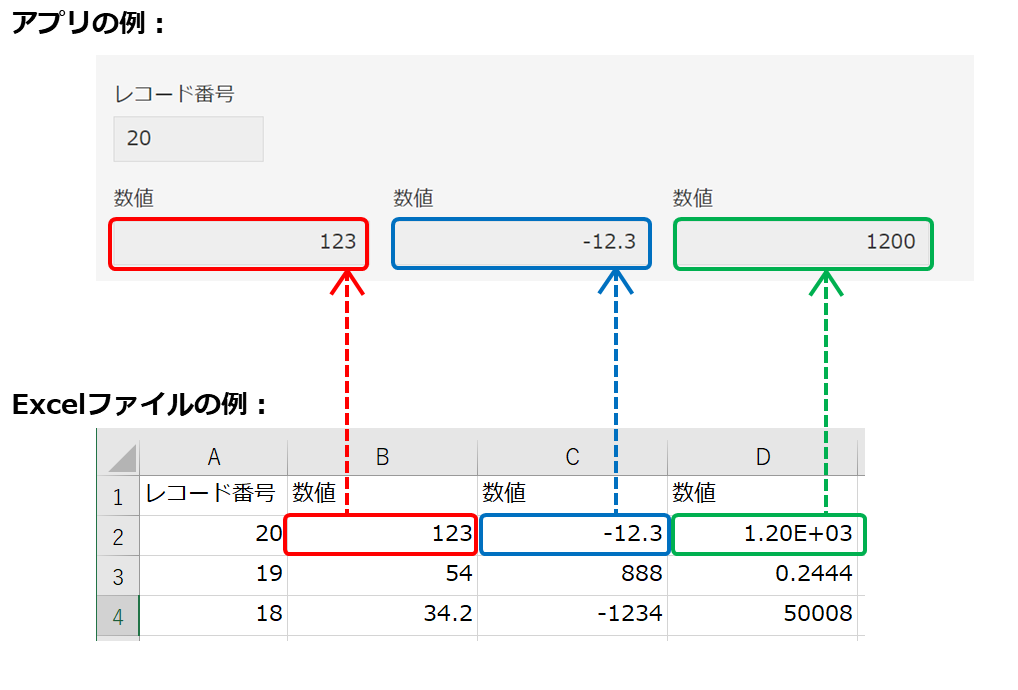 アプリの例：
レコード番号
20
数値 数値 数値
123 -12.3 1200
Excelファイルの例：
A B C D
1 レコード番号 数値 数値 数値
2 20 123 -12.3 1.20E+03
3 19 54 888 0.2444
4 18 34.2 -1234 50008